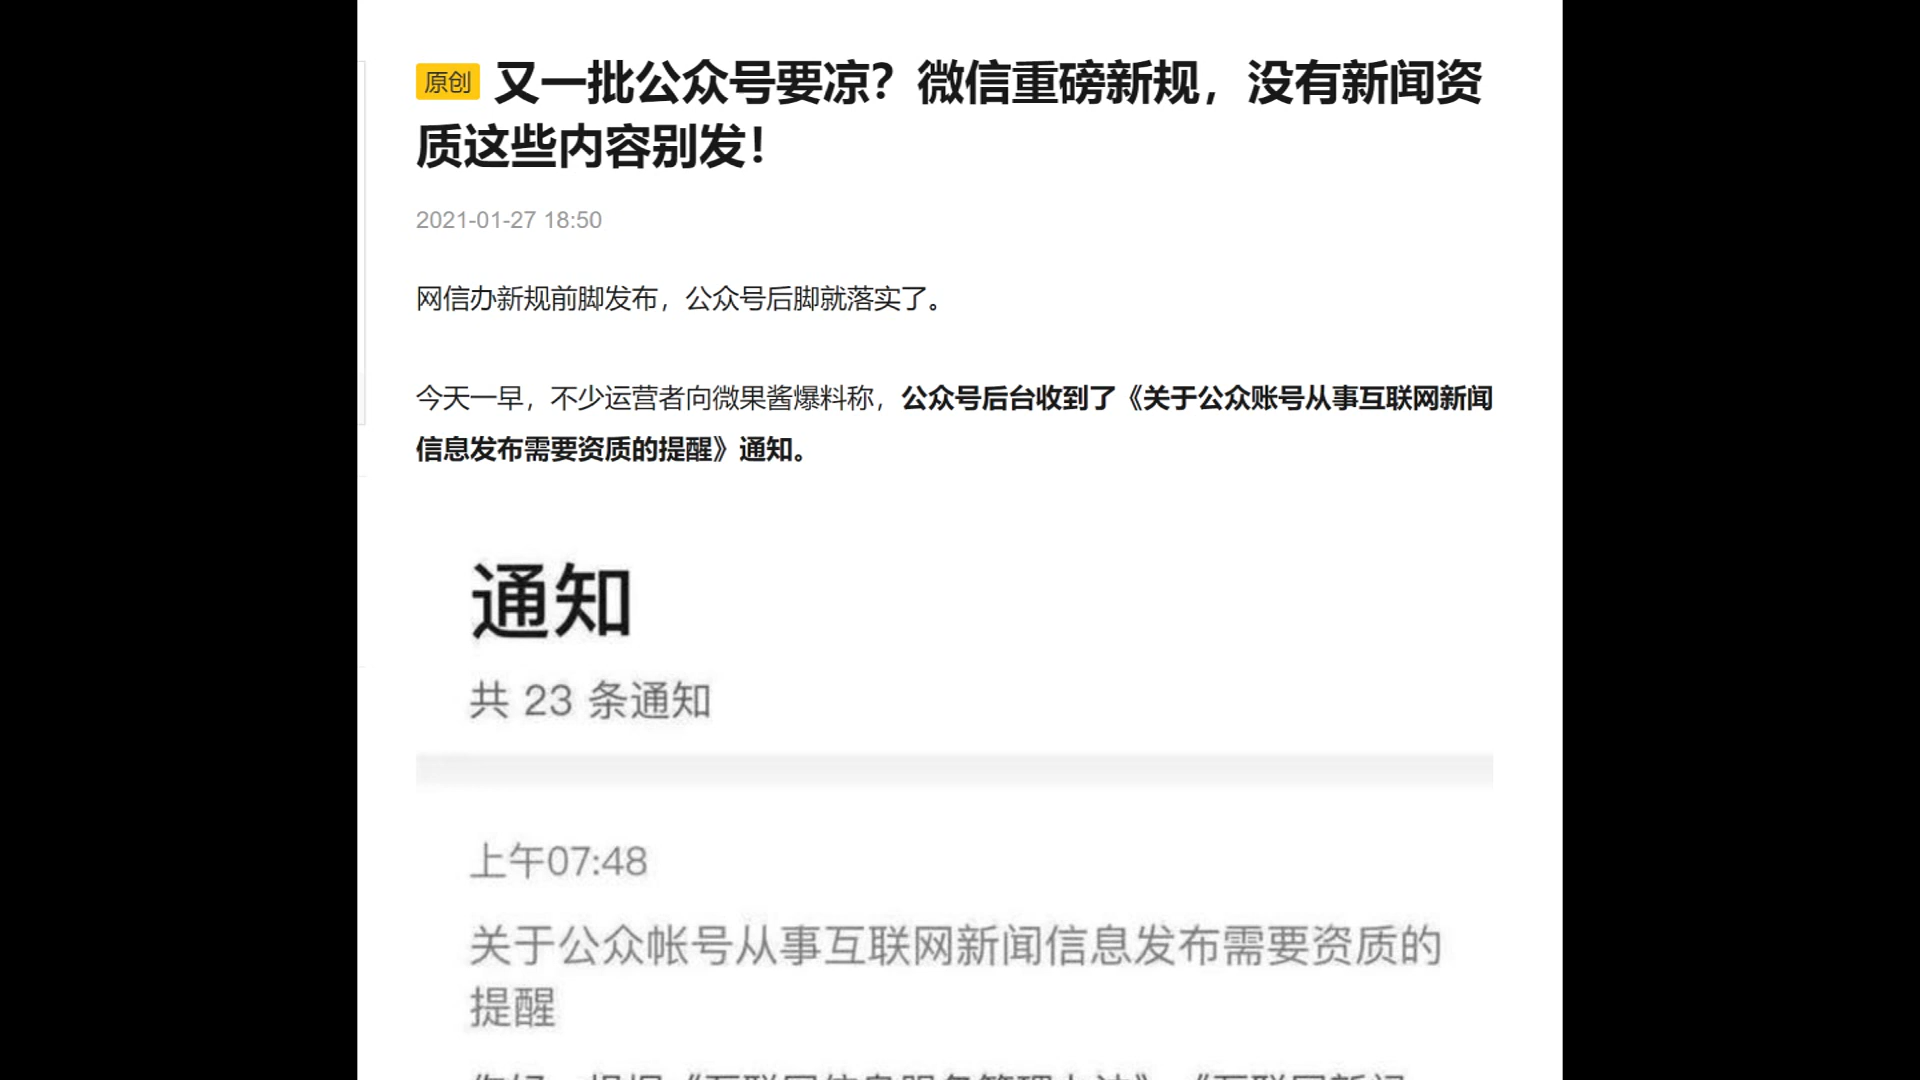 原创 又一批公众号要凉？微信重磅新规，没有新闻资
质这些内容别发！
2021-01-27 18:50
网信办新规前脚发布，公众号后脚就落实了。
今天一早，不少运营者向微果酱爆料称，公众号后台收到了《关于公众账号从事互联网新闻
信息发布需要资质的提醒》通知。
通知
共 23 条通知
上午07:48
关于公众帐号从事互联网新闻信息发布需要资质的
提醒